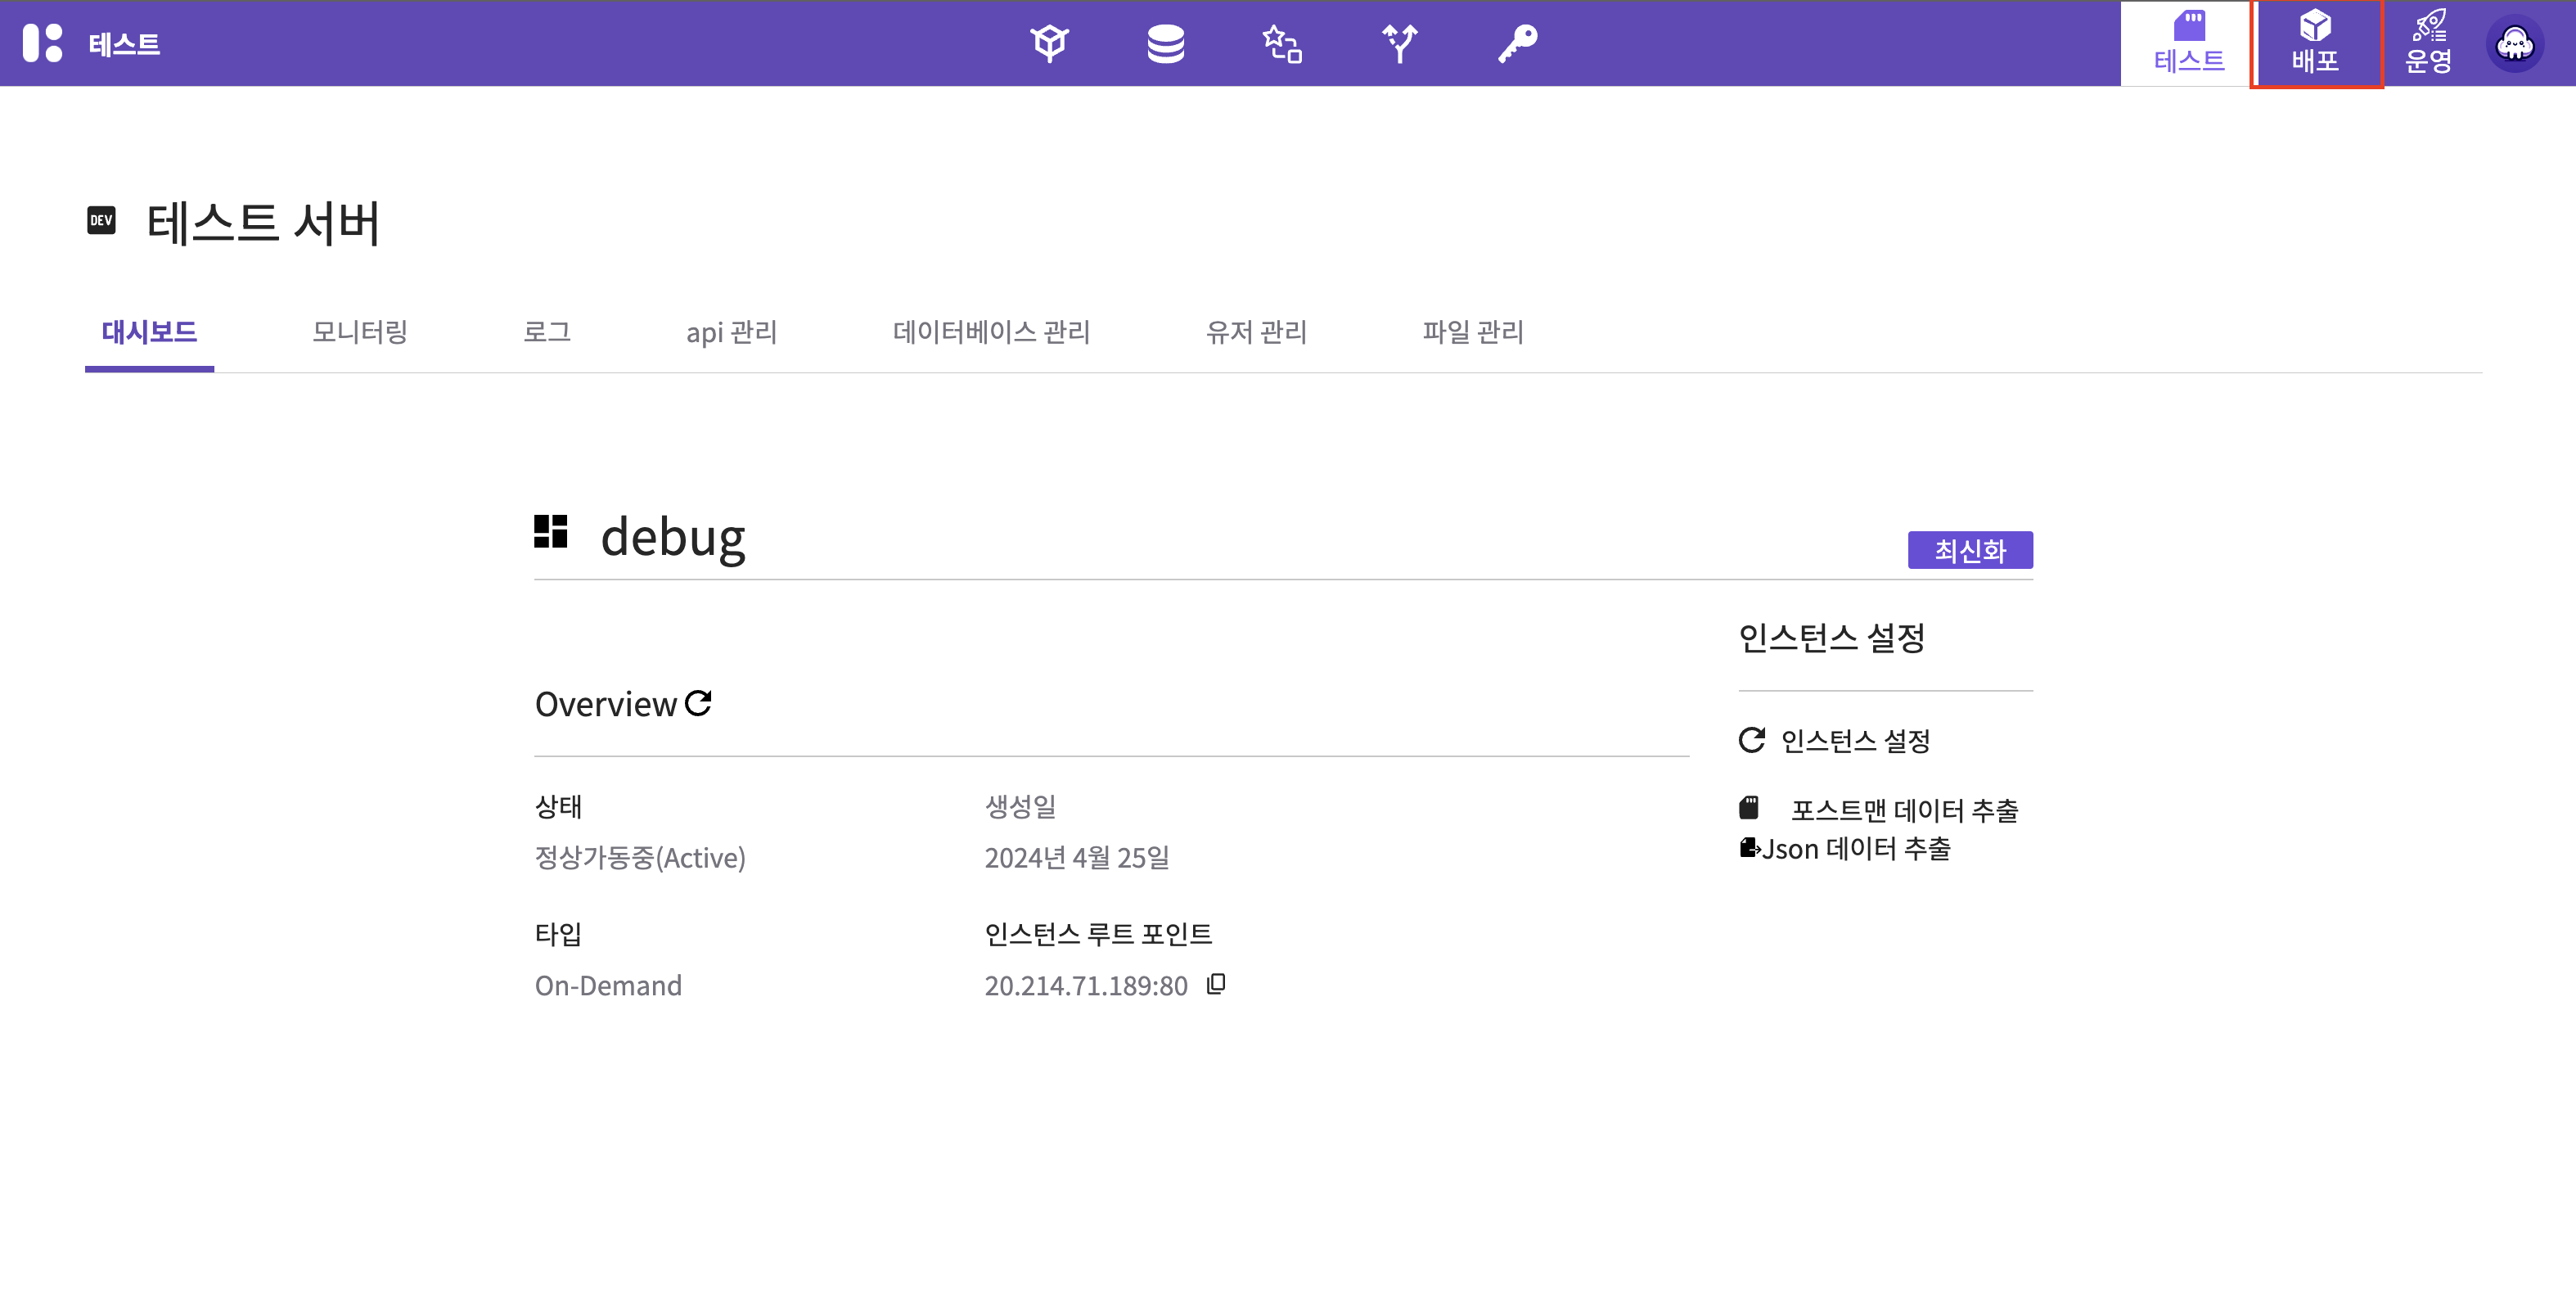 테스트
테스트
배포
운영
DEV
테스트 서버
대시보드
모니터링
로그
api 관리
데이터베이스 관리
유저 관리
파일 관리
debug
최신화
인스턴스 설정
Overview
인스턴스 설정
상태
생성일
포스트맨 데이터 추출
정상가동중(Active)
2024년 4월 25일
Json 데이터 추출
타입
인스턴스 루트 포인트
On-Demand
20.214.71.189:80